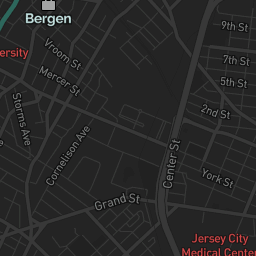 Bergen
9th St
Vroom St
ersity
7th St
Mercer St
5th St
Storms Ave
2nd St
Cornelison Ave
Center St
York St
Grand St
Jersey City
Medical Center